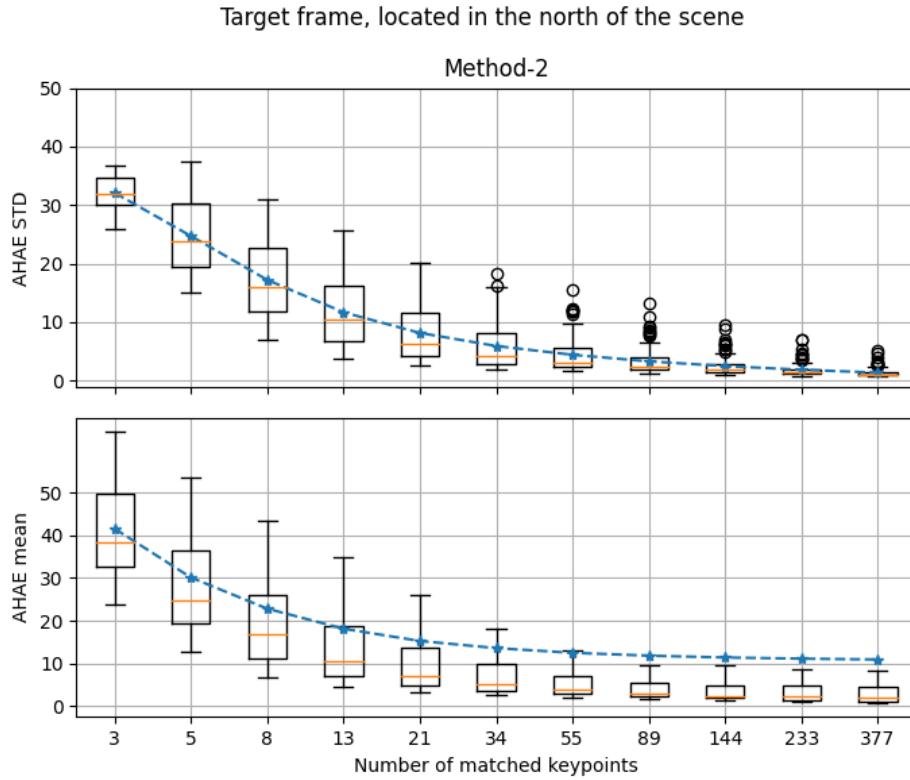 Target frame, located in the north of the scene
Method-2
50
40
30
20
10
0
AHAE STD
50
40
30
20
10
0
AHAE mean
3 5 8 13 21 34 55 89 144 233 377
Number of matched keypoints